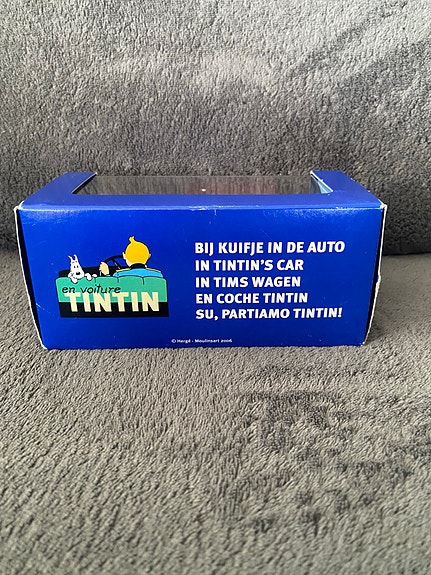 en voiture
TINTIN
BIJ KUIFJE IN DE AUTO
IN TINTIN'S CAR
IN TIMS WAGEN
EN COCHE TINTIN
SU, PARTIAMO TINTIN!
© Hergé - Moulinsart 2006